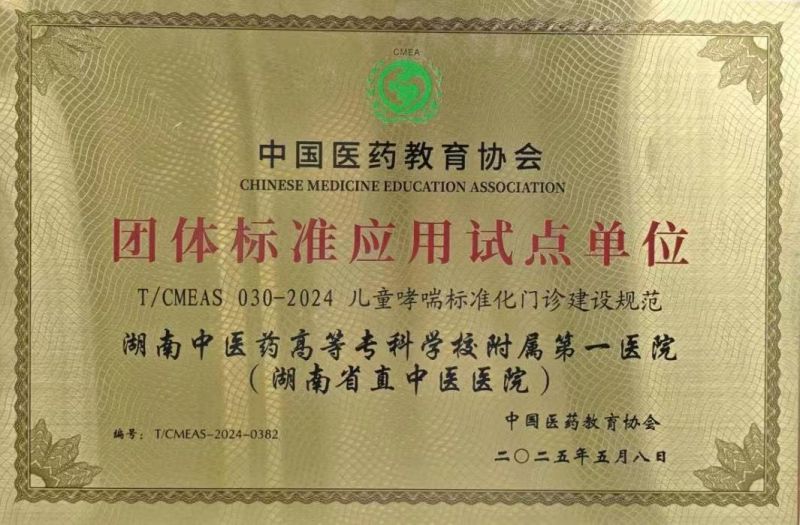 CMEA
中国医药教育协会
CHINESE MEDICINE EDUCATION ASSOCIATION
团体标准应用试点单位
T/CMEAS 030-2024 儿童哮喘标准化门诊建设规范
湖南中医药高等专科学校附属第一医院
（湖南省直中医医院）
中国医药教育协会
编号：T/CMEAS-2024-0382
二〇二五年五月八日